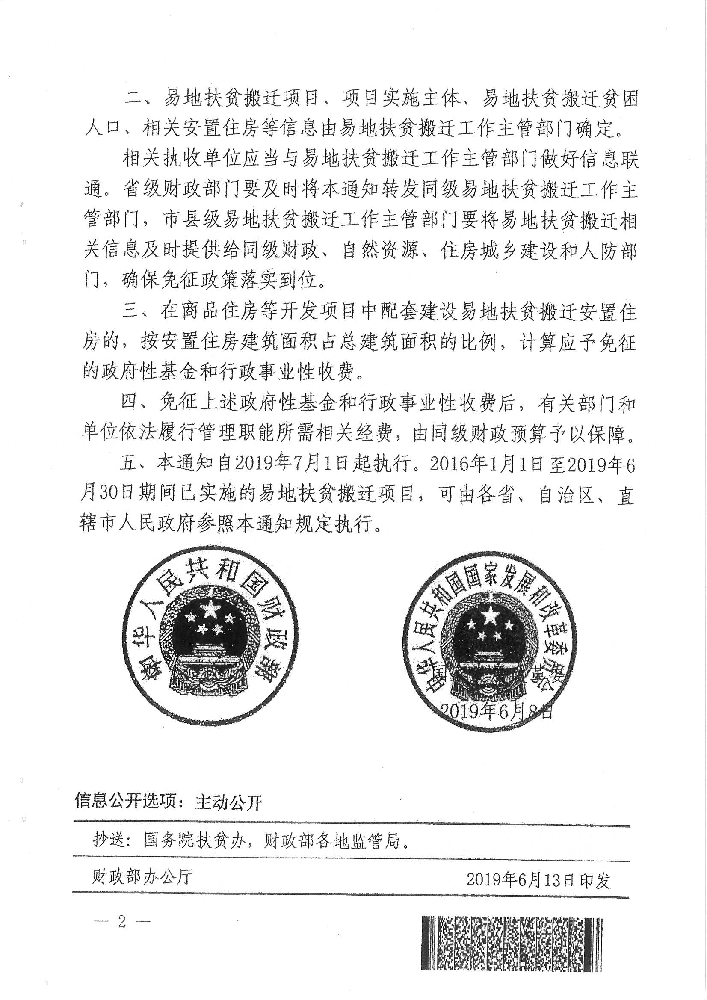 二、易地扶贫搬迁项目、项目实施主体、易地扶贫搬迁贫困
人口、相关安置住房等信息由易地扶贫搬迁工作主管部门确定。
相关执收单位应当与易地扶贫搬迁工作主管部门做好信息联
通。省级财政部门要及时将本通知转发同级易地扶贫搬迁工作主
管部门，市县级易地扶贫搬迁工作主管部门要将易地扶贫搬迁相
关信息及时提供给同级财政、自然资源、住房城乡建设和人防部
门，确保免征政策落实到位。
三、在商品住房等开发项目中配套建设易地扶贫搬迁安置住
房的，按安置住房建筑面积占总建筑面积的比例，计算应予免征
的政府性基金和行政事业性收费。
四、免征上述政府性基金和行政事业性收费后，有关部门和
单位依法履行管理职能所需相关经费，由同级财政预算予以保障。
五、本通知自2019年7月1日起执行。2016年1月1日至2019年6
月30日期间已实施的易地扶贫搬迁项目，可由各省、自治区、直
辖市人民政府参照本通知规定执行。
中华人民共和国财政部
中华人民共和国国家发展和改革委员会
2019年6月8日
信息公开选项：主动公开
抄送：国务院扶贫办，财政部各地监管局。
财政部办公厅 2019年6月13日印发
— 2 —